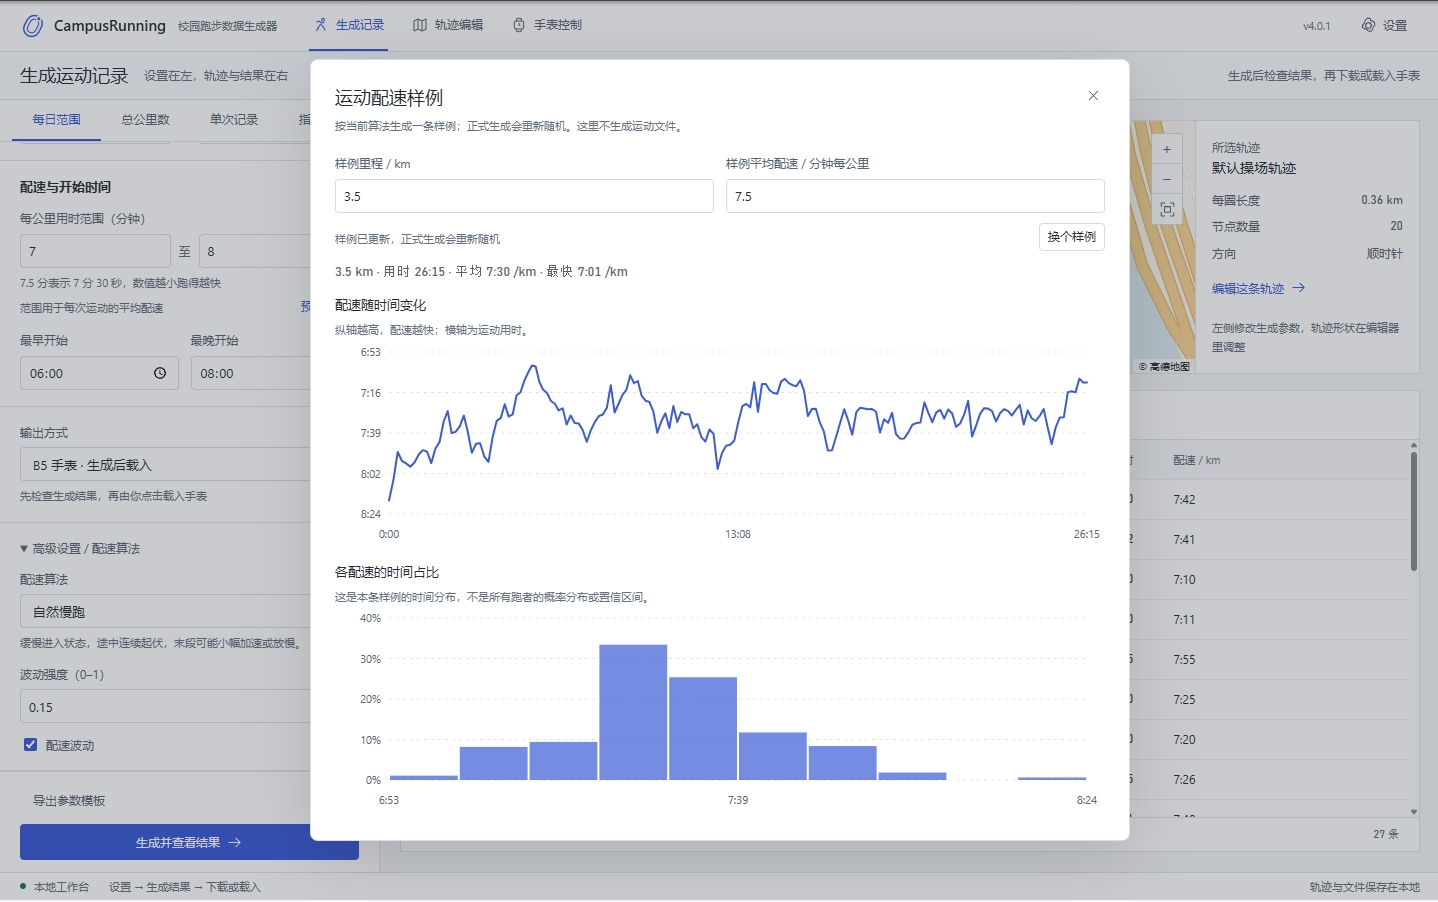 CampusRunning 校园跑步数据生成器 生成记录 轨迹编辑 手表控制 v4.0.1 设置
生成运动记录 设置在左，轨迹与结果在右 生成后检查结果，再下载或载入手表
每日范围 总公里数 单次记录
配速与开始时间
每公里用时范围（分钟）
7 至 8
7.5 分表示 7 分 30 秒，数值越小跑得越快
范围用于每次运动的平均配速
最早开始 最晚开始
06:00 08:00
输出方式
B5 手表 · 生成后载入
先检查生成结果，再由你点击载入手表
▼ 高级设置 / 配速算法
配速算法
自然慢跑
缓慢进入状态，途中连续起伏，末段可能小幅加速或放慢。
波动强度（0–1）
0.15
配速波动
导出参数模板
生成并查看结果 →
运动配速样例
按当前算法生成一条样例；正式生成会重新随机。这里不生成运动文件。
样例里程 / km 样例平均配速 / 分钟每公里
3.5 7.5
样例已更新，正式生成会重新随机 换个样例
3.5 km · 用时 26:15 · 平均 7:30 /km · 最快 7:01 /km
配速随时间变化
纵轴越高，配速越快；横轴为运动用时。
6:53
7:16
7:39
8:02
8:24
0:00 13:08 26:15
各配速的时间占比
这是本条样例的时间分布，不是所有跑者的概率分布或置信区间。
40%
30%
20%
10%
0%
6:53 7:39 8:24
+
−
© 高德地图
所选轨迹
默认操场轨迹
每圈长度 0.36 km
节点数量 20
方向 顺时针
编辑这条轨迹 →
左侧修改生成参数，轨迹形状在编辑器
里调整
配速 / km
7:42
7:41
7:10
7:11
7:55
7:25
7:20
7:26
27 条
本地工作台 设置 → 生成结果 → 下载或载入 轨迹与文件保存在本地